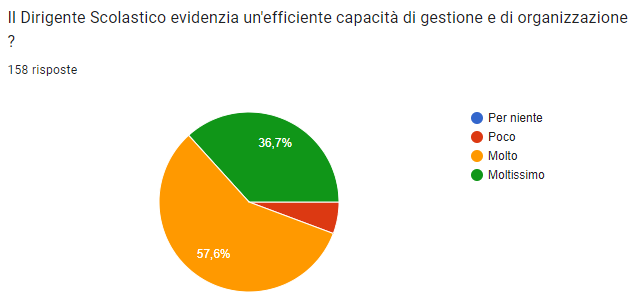 Il Dirigente Scolastico evidenzia un'efficiente capacità di gestione e di organizzazione
?
158 risposte
Per niente
Poco
Molto
Moltissimo
36,7%
57,6%